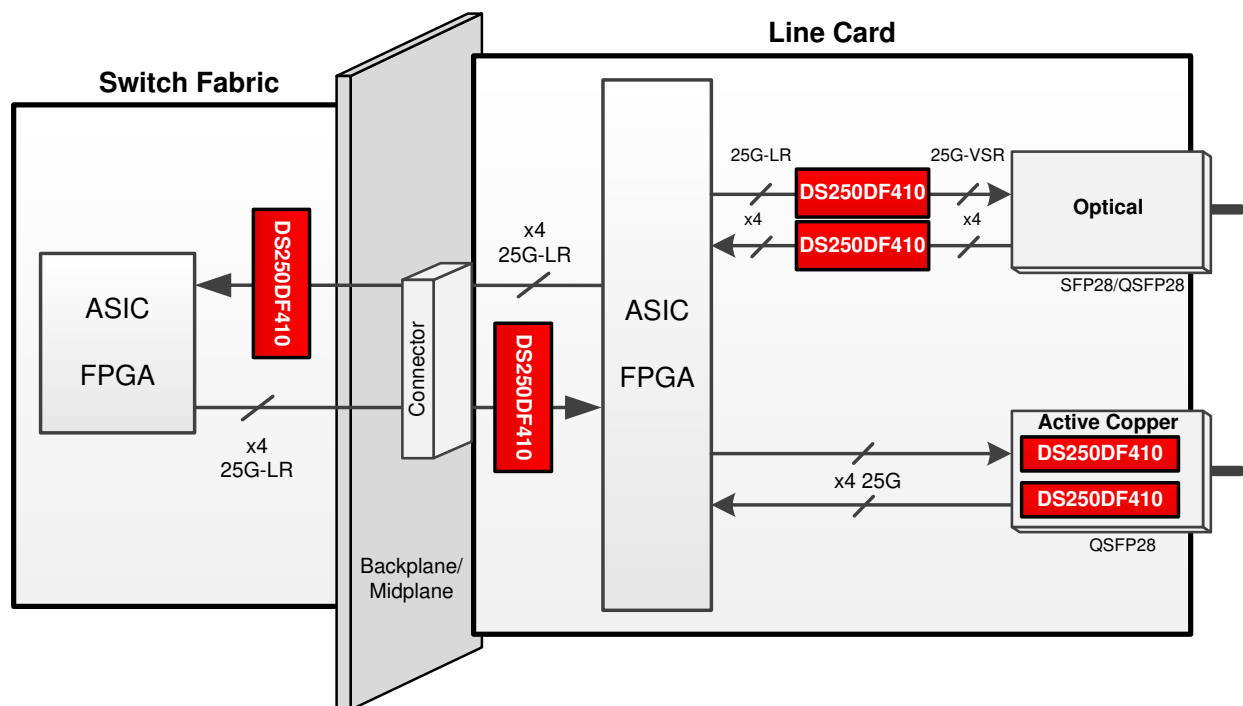 Line Card
Switch Fabric
25G-LR
25G-VSR
DS250DF410
Optical
x4
DS250DF410
x4
SFP28/QSFP28
DS250DF410
x4
25G-LR
ASIC
FPGA
Connector
DS250DF410
ASIC
FPGA
x4
25G-LR
Active Copper
DS250DF410
x4 25G
DS250DF410
QSFP28
Backplane/
Midplane